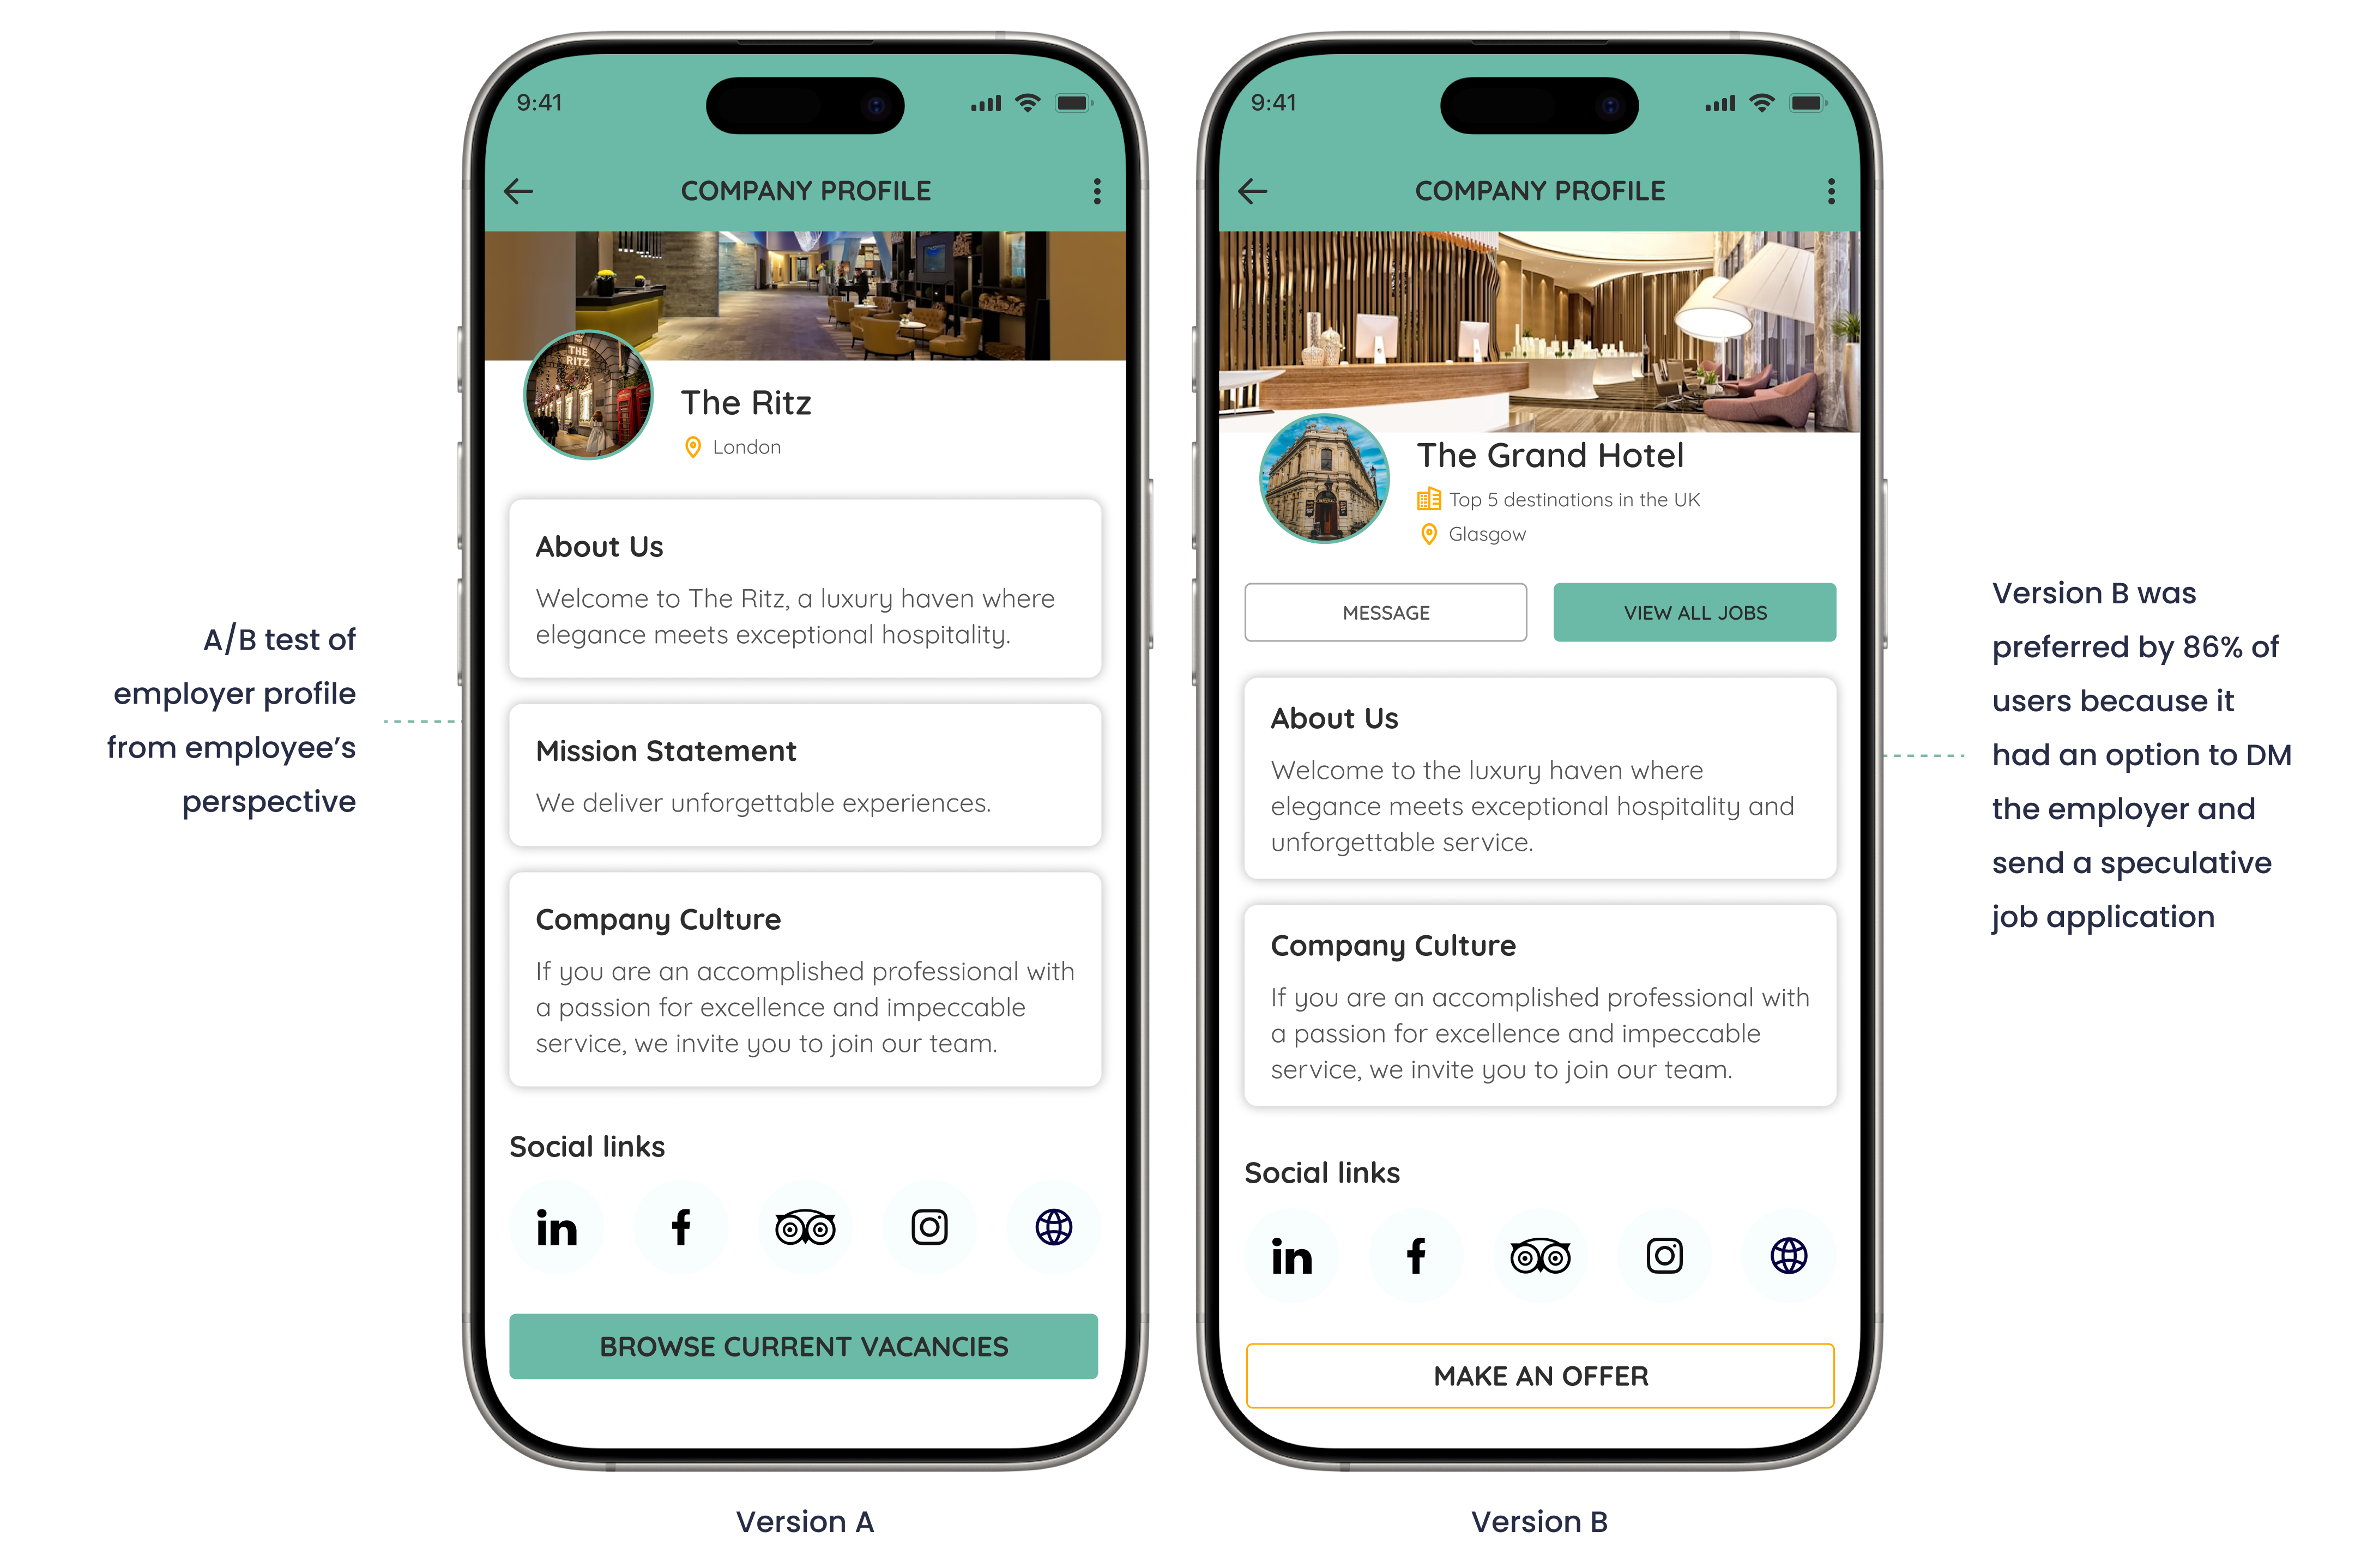 A/B test of
employer profile
from employee’s
perspective
9:41
COMPANY PROFILE
THE
RITZ
The Ritz
London
About Us
Welcome to The Ritz, a luxury haven where
elegance meets exceptional hospitality.
Mission Statement
We deliver unforgettable experiences.
Company Culture
If you are an accomplished professional with
a passion for excellence and impeccable
service, we invite you to join our team.
Social links
in
f
BROWSE CURRENT VACANCIES
Version A
9:41
COMPANY PROFILE
The Grand Hotel
Top 5 destinations in the UK
Glasgow
MESSAGE
VIEW ALL JOBS
About Us
Welcome to the luxury haven where
elegance meets exceptional hospitality and
unforgettable service.
Company Culture
If you are an accomplished professional with
a passion for excellence and impeccable
service, we invite you to join our team.
Social links
in
f
MAKE AN OFFER
Version B
Version B was
preferred by 86% of
users because it
had an option to DM
the employer and
send a speculative
job application